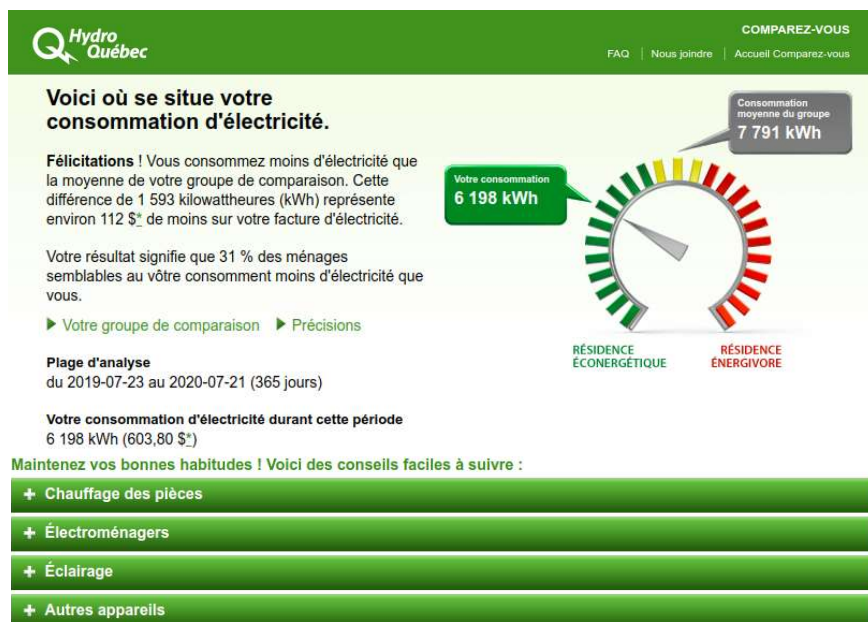 Hydro
Québec
COMPAREZ-VOUS
FAQ | Nous joindre | Accueil Comparez-vous
Voici où se situe votre
consommation d'électricité.
Félicitations ! Vous consommez moins d'électricité que
la moyenne de votre groupe de comparaison. Cette
différence de 1 593 kilowattheures (kWh) représente
environ 112 $* de moins sur votre facture d'électricité.
Votre résultat signifie que 31 % des ménages
semblables au vôtre consomment moins d'électricité que
vous.
Votre groupe de comparaison Précisions
Plage d'analyse
du 2019-07-23 au 2020-07-21 (365 jours)
Votre consommation d'électricité durant cette période
6 198 kWh (603,80 $*)
Consommation
moyenne du groupe
7 791 kWh
Votre consommation
6 198 kWh
RÉSIDENCE
ÉCONERGÉTIQUE
RÉSIDENCE
ÉNERGIVORE
Maintenez vos bonnes habitudes ! Voici des conseils faciles à suivre :
+ Chauffage des pièces
+ Électroménagers
+ Éclairage
+ Autres appareils